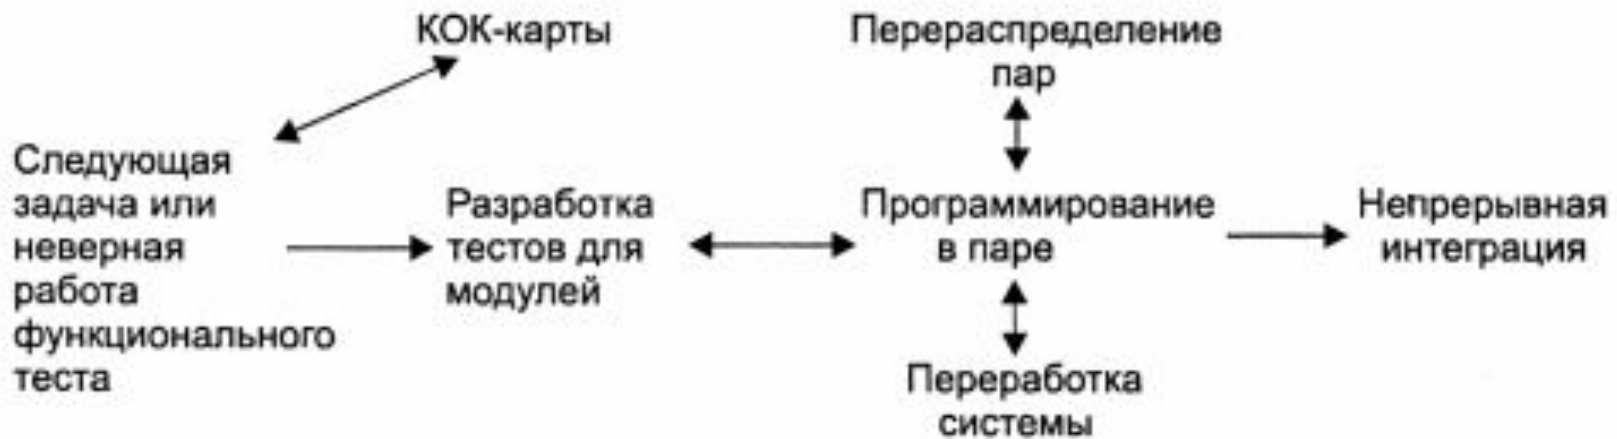 КОК-карты
Перераспределение
пар
Следующая
задача или
неверная
работа
функционального
теста
Разработка
тестов для
модулей
Программирование
в паре
Непрерывная
интеграция
Переработка
системы